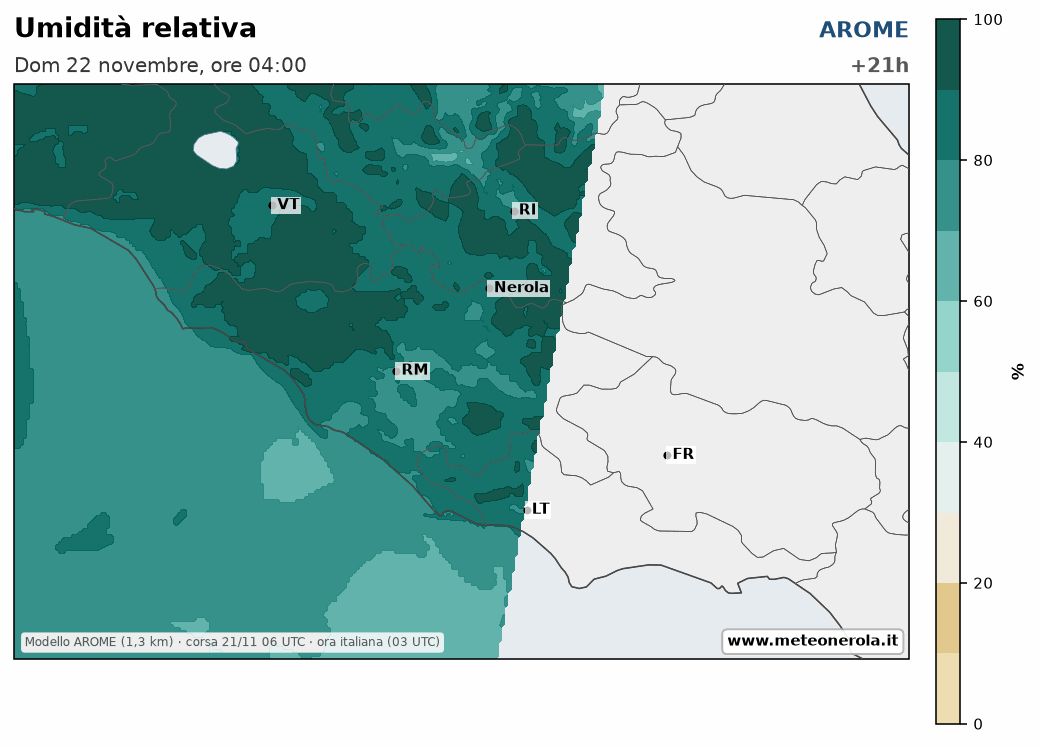 Umidità relativa
AROME
Dom 22 novembre, ore 04:00
+21h
100
80
60
40
20
0
%
VT
RI
Nerola
RM
FR
LT
Modello AROME (1,3 km) · corsa 21/11 06 UTC · ora italiana (03 UTC)
www.meteonerola.it